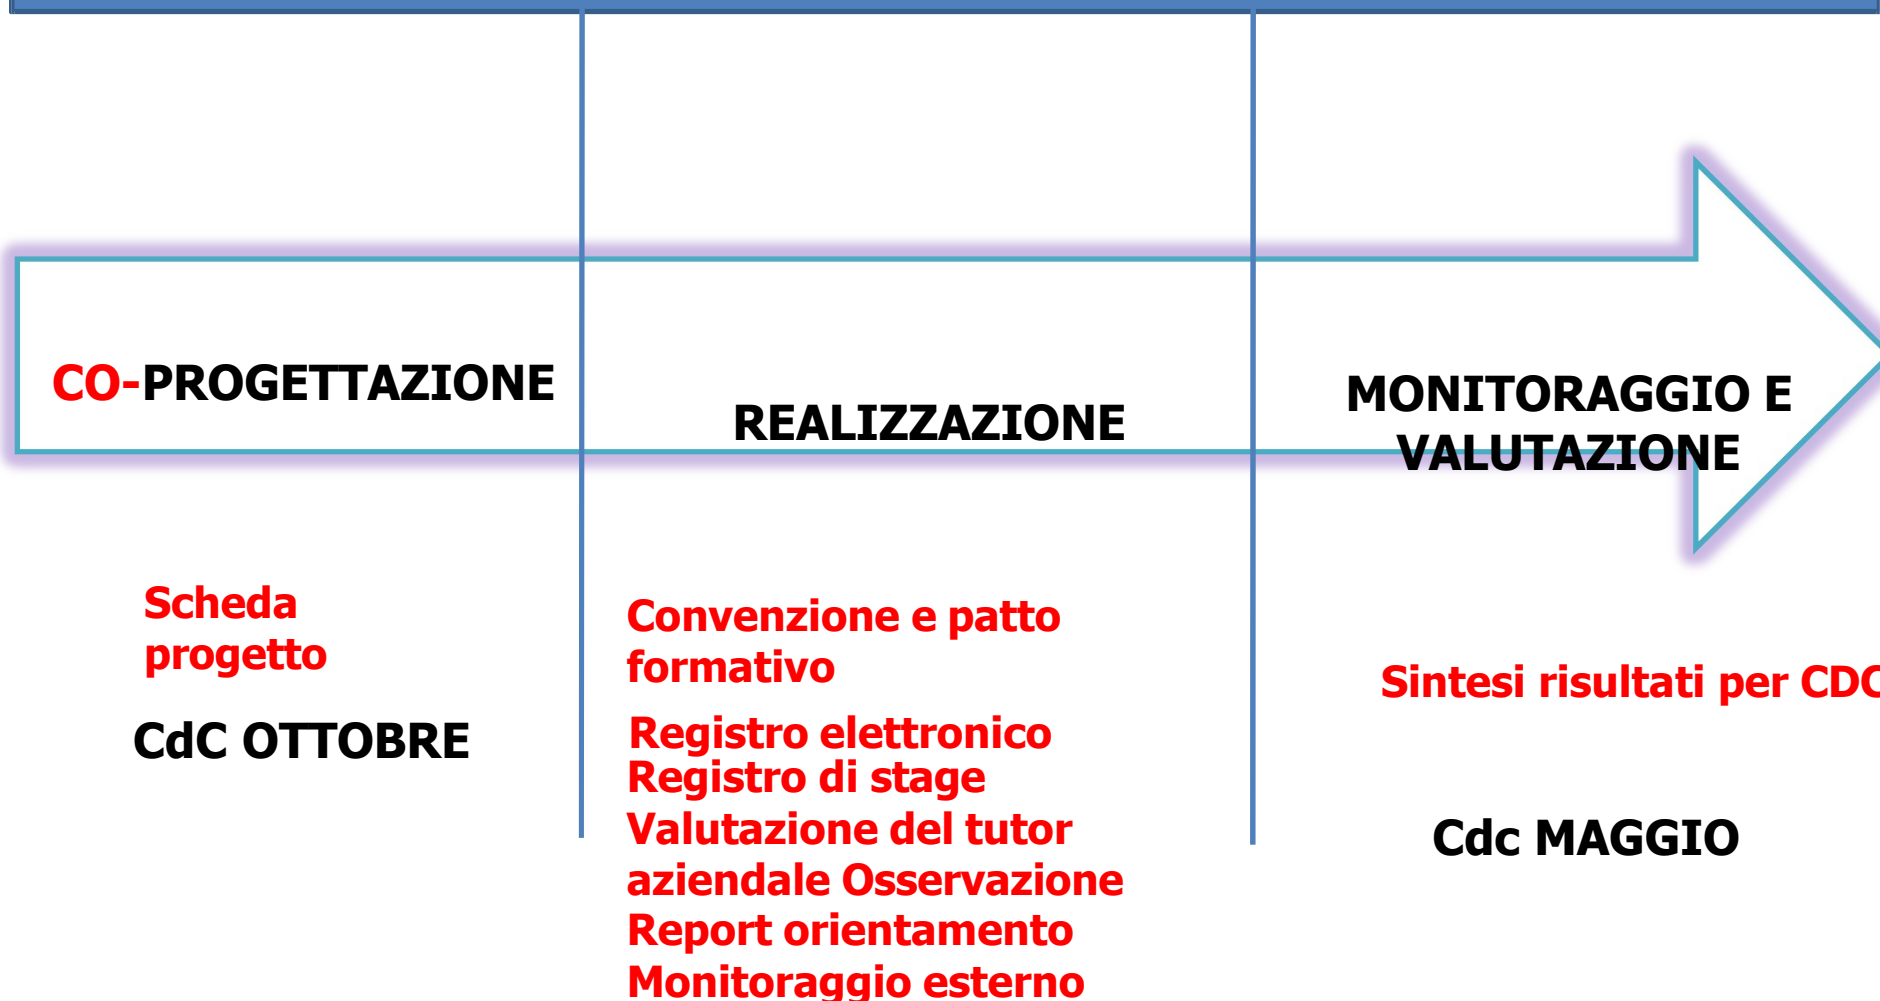 CO-PROGETTAZIONE
REALIZZAZIONE
MONITORAGGIO E
VALUTAZIONE
Scheda
progetto
CdC OTTOBRE
Convenzione e patto
formativo
Registro elettronico
Registro di stage
Valutazione del tutor
aziendale Osservazione
Report orientamento
Monitoraggio esterno
Sintesi risultati per CDC
Cdc MAGGIO